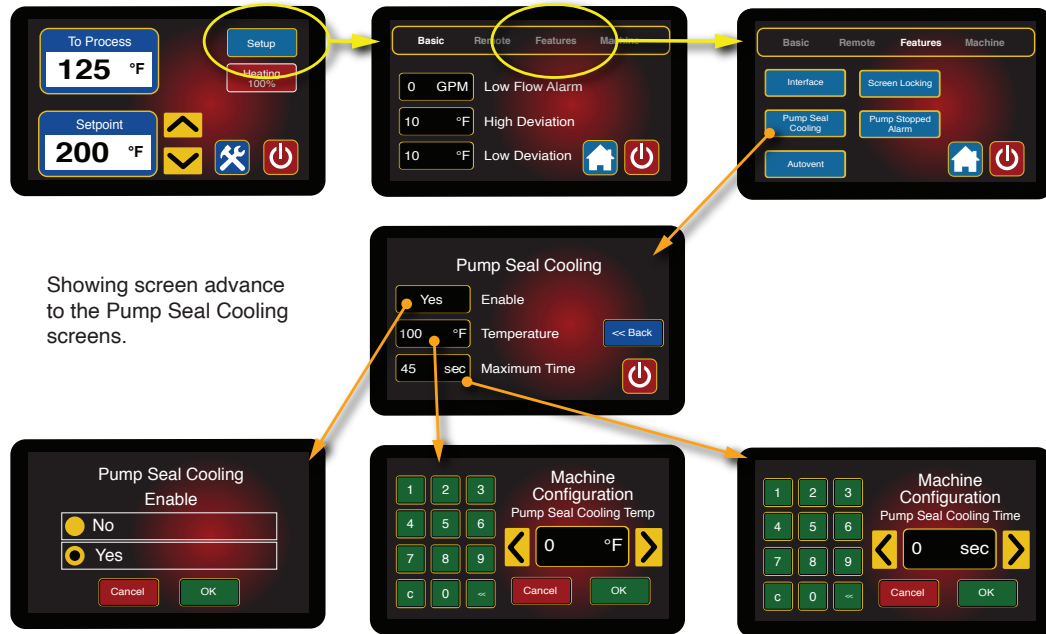 To Process
125 °F
Setup
Heating
100%
Setpoint
200 °F
Basic Remote Features Machine
0 GPM Low Flow Alarm
10 °F High Deviation
10 °F Low Deviation
Basic Remote Features Machine
Interface Screen Locking
Pump Seal
Cooling
Pump Stopped
Alarm
Autovent
Showing screen advance
to the Pump Seal Cooling
screens.
Pump Seal Cooling
Yes Enable
100 °F Temperature << Back
45 sec Maximum Time
Pump Seal Cooling
Enable
No
Yes
Cancel OK
Machine
Configuration
Pump Seal Cooling Temp
1 2 3
4 5 6
7 8 9
c 0 <<
0 °F
Cancel OK
Machine
Configuration
Pump Seal Cooling Time
1 2 3
4 5 6
7 8 9
c 0 <<
0 sec
Cancel OK